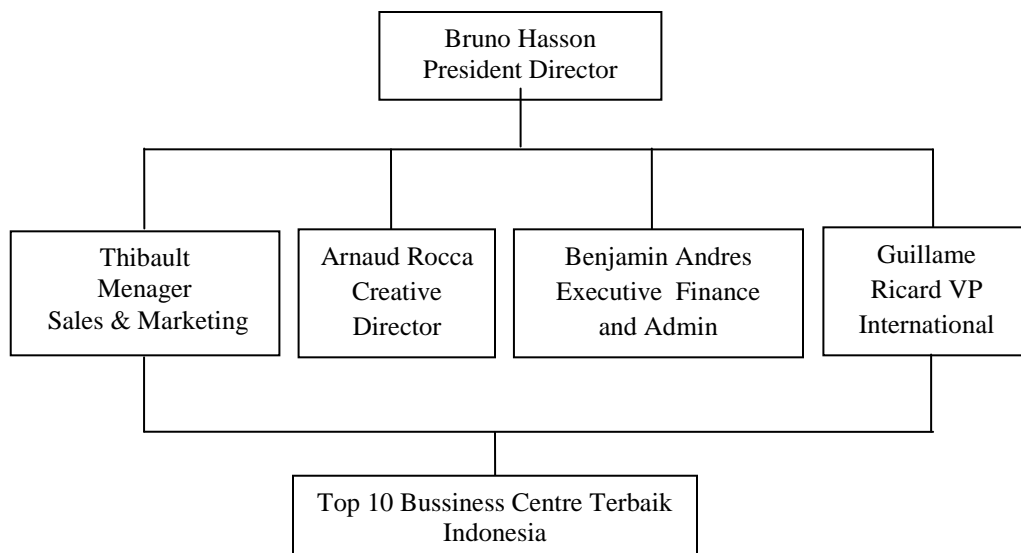 Bruno Hasson
President Director
Thibault
Menager
Sales & Marketing
Arnaud Rocca
Creative
Director
Benjamin Andres
Executive Finance
and Admin
Guillame
Ricard VP
International
Top 10 Bussiness Centre Terbaik
Indonesia